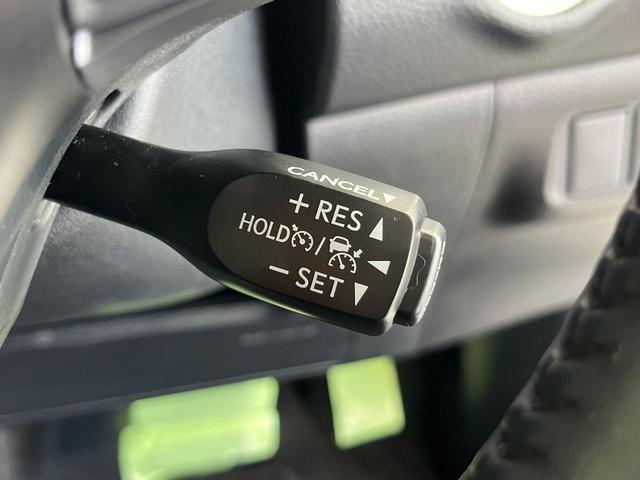 CANCEL
+ RES
HOLD /
- SET